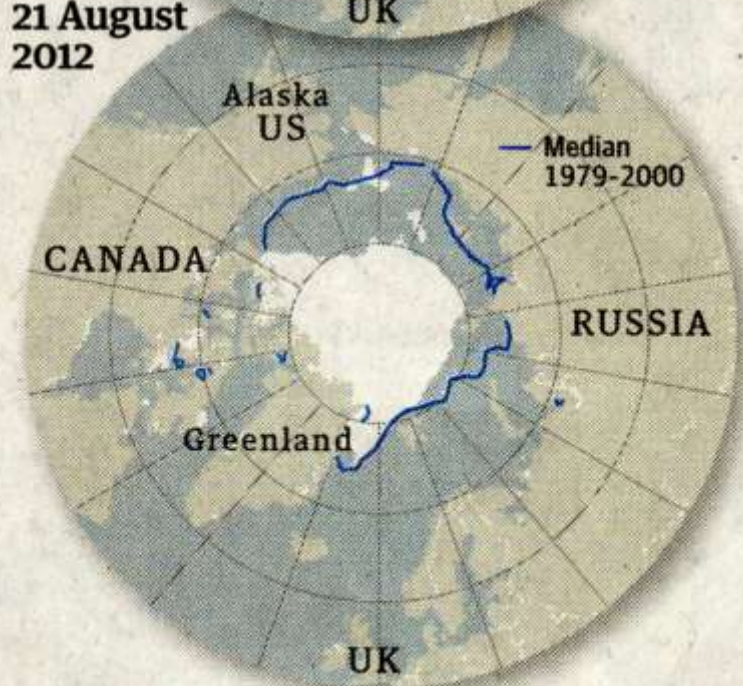 UK
21 August
2012
Alaska
US
Median
1979-2000
CANADA
RUSSIA
Greenland
UK